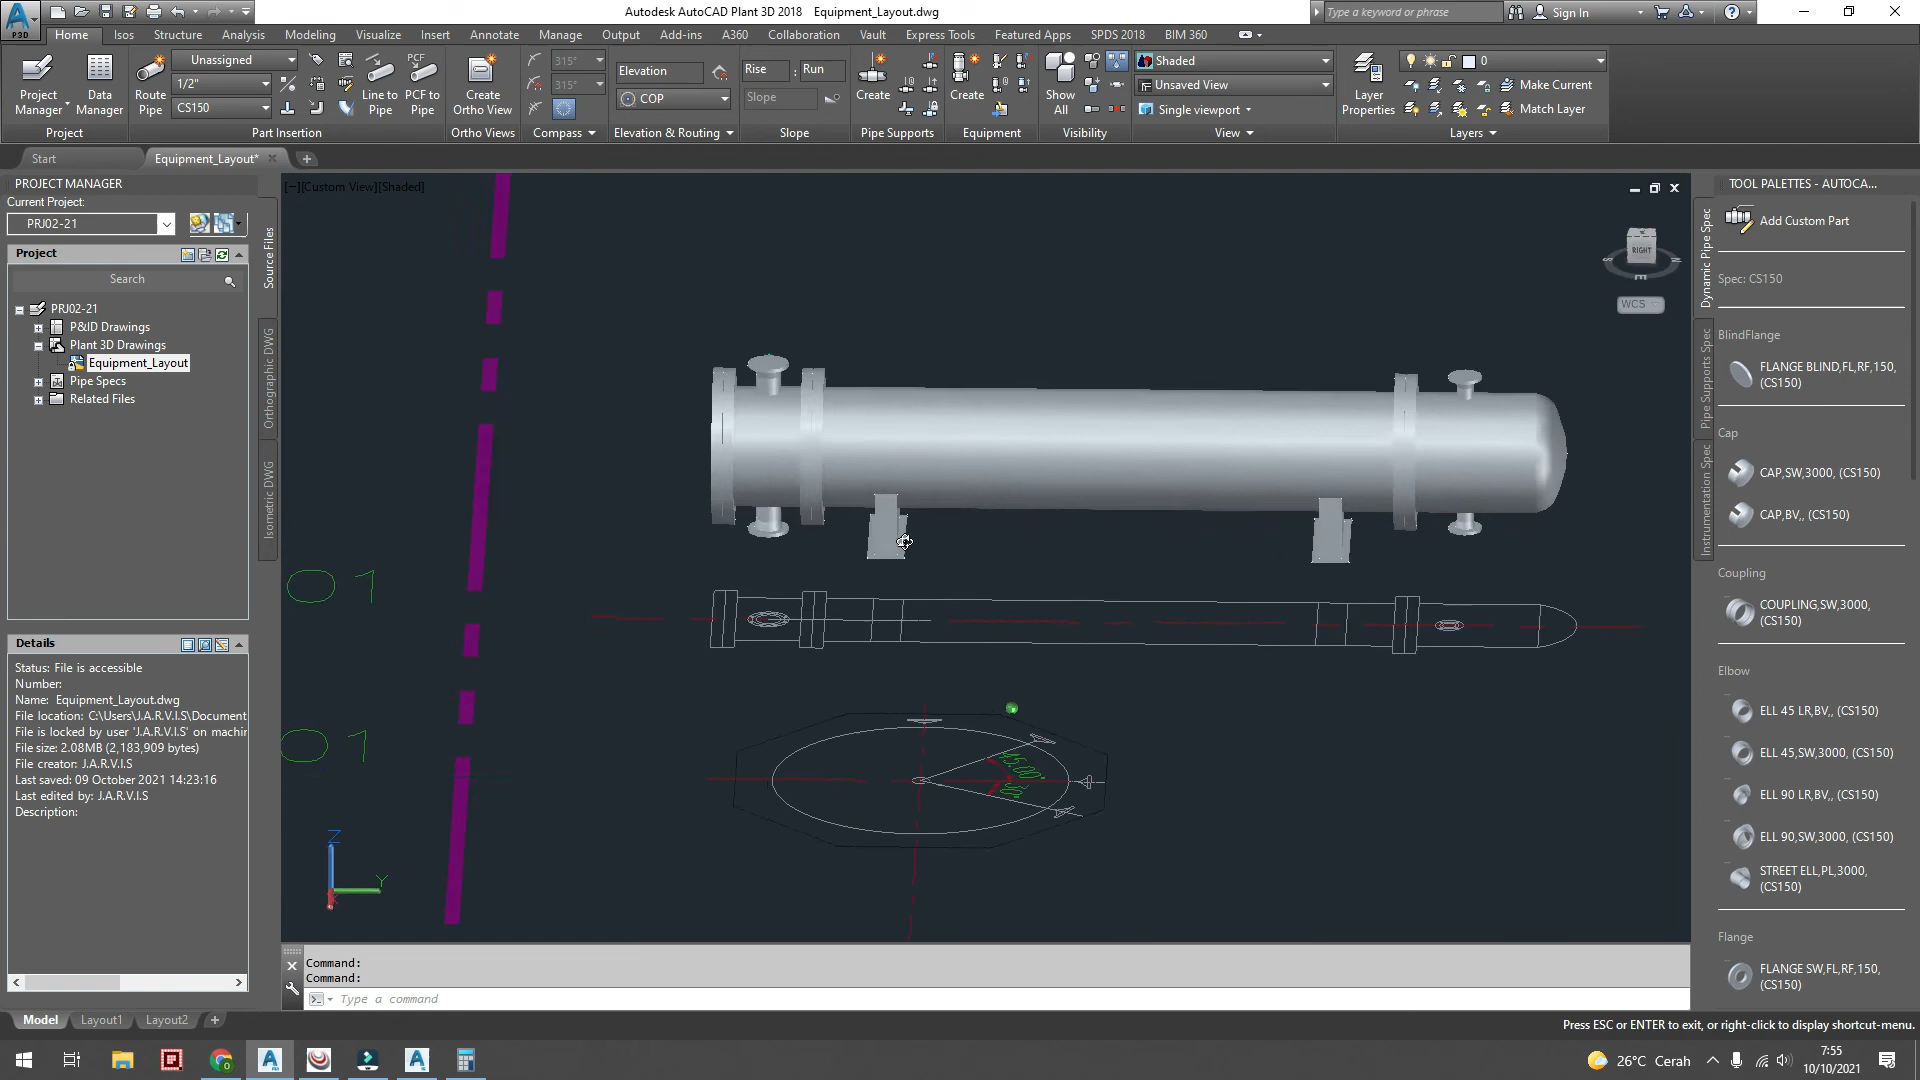 Autodesk AutoCAD Plant 3D 2018 Equipment_Layout.dwg
Type a keyword or phrase
Sign In
P3D
Home Isos Structure Analysis Modeling Visualize Insert Annotate Manage Output Add-ins A360 Collaboration Vault Express Tools Featured Apps SPDS 2018 BIM 360
Project Manager
Data Manager
Project
Route Pipe
Unassigned
1/2"
CS150
Line to Pipe
PCF
PCF to Pipe
Part Insertion
Create Ortho View
Ortho Views
315°
315°
Compass
Elevation
COP
Elevation & Routing
Rise : Run
Slope
Slope
Create
Pipe Supports
Create
Equipment
Show All
Visibility
Shaded
Unsaved View
Single viewport
View
Layer Properties
0
Make Current
Match Layer
Layers
Start
Equipment_Layout*
PROJECT MANAGER
Current Project:
PRJ02-21
Project
Search
PRJ02-21
P&ID Drawings
Plant 3D Drawings
Equipment_Layout
Pipe Specs
Related Files
Source Files
Orthographic DWG
Isometric DWG
Details
Status: File is accessible
Number:
Name: Equipment_Layout.dwg
File location: C:\Users\J.A.R.V.I.S\Document
File is locked by user 'J.A.R.V.I.S' on machin
File size: 2.08MB (2,183,909 bytes)
File creator: J.A.R.V.I.S
Last saved: 09 October 2021 14:23:16
Last edited by: J.A.R.V.I.S
Description:
[−][Custom View][Shaded]
RIGHT
S
N
E
WCS
01
01
45.00°
30°
Z
Y
X
Command:
Command:
Type a command
Model Layout1 Layout2
TOOL PALETTES - AUTOCA...
Dynamic Pipe Spec
Pipe Supports Spec
Instrumentation Spec
Add Custom Part
Spec: CS150
BlindFlange
FLANGE BLIND,FL,RF,150,
(CS150)
Cap
CAP,SW,3000, (CS150)
CAP,BV,, (CS150)
Coupling
COUPLING,SW,3000,
(CS150)
Elbow
ELL 45 LR,BV,, (CS150)
ELL 45,SW,3000, (CS150)
ELL 90 LR,BV,, (CS150)
ELL 90,SW,3000, (CS150)
STREET ELL,PL,3000,
(CS150)
Flange
FLANGE SW,FL,RF,150,
(CS150)
Press ESC or ENTER to exit, or right-click to display shortcut-menu.
26°C Cerah
7:55
10/10/2021